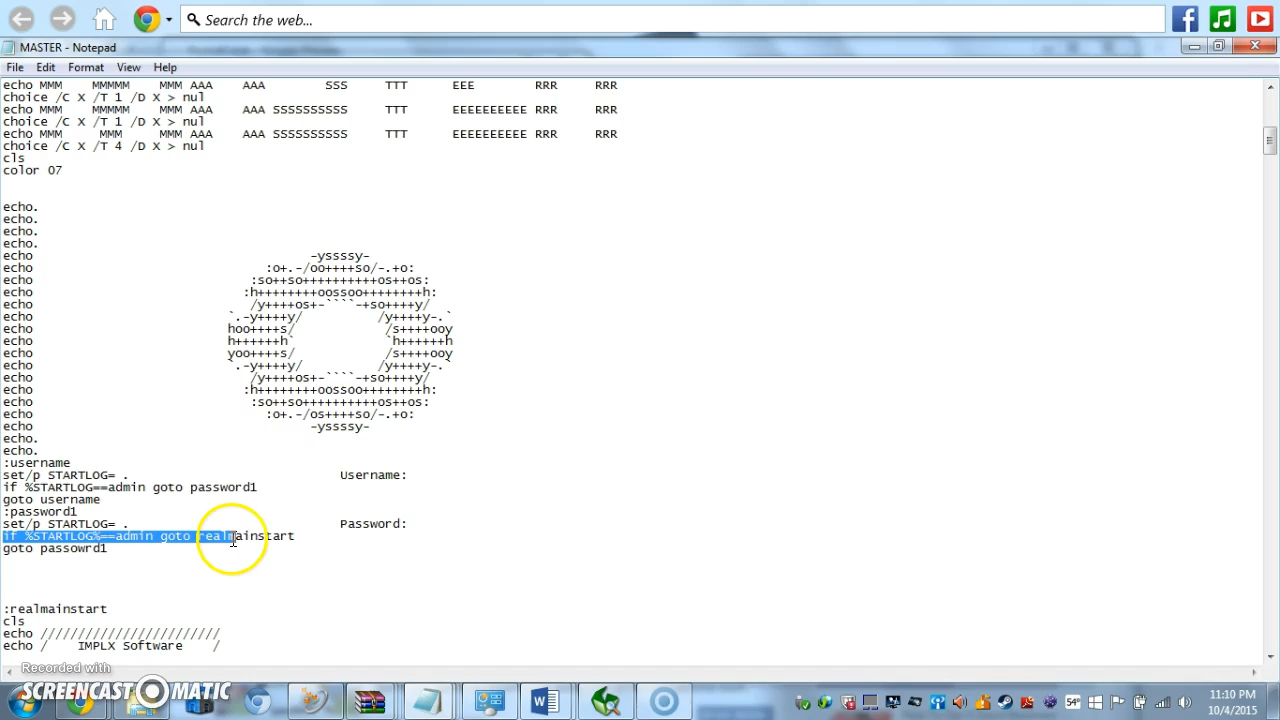 Search the web...
MASTER - Notepad
File Edit Format View Help
echo MMM    MMMMM    MMM AAA    AAA        SSS     TTT      EEE        RRR     RRR
choice /C X /T 1 /D X > nul
echo MMM    MMMMM    MMM AAA    AAA SSSSSSSSSS     TTT      EEEEEEEEEE RRR     RRR
choice /C X /T 1 /D X > nul
echo MMM     MMM     MMM AAA    AAA SSSSSSSSSS     TTT      EEEEEEEEEE RRR     RRR
choice /C X /T 4 /D X > nul
cls
color 07
echo.
echo.
echo.
echo.
echo                                     -yssssy-
echo                               :o+.-/oo++++so/-.+o:
echo                             :so++so++++++++++os++os:
echo                            :h++++++++oossoo++++++++h:
echo                             /y++++os+-````-+so++++y/
echo                          `.-y++++y/          /y++++y-.`
echo                          hoo++++s/            /s++++ooy
echo                          h++++++h`            `h++++++h
echo                          yoo++++s/            /s++++ooy
echo                          `.-y++++y/          /y++++y-.`
echo                             /y++++os+-````-+so++++y/
echo                            :h++++++++oossoo++++++++h:
echo                             :so++so++++++++++os++os:
echo                               :o+.-/os++++so/-.+o:
echo                                     -yssssy-
echo.
echo.
:username
set/p STARTLOG= .                            Username:
if %STARTLOG==admin goto password1
goto username
:password1
set/p STARTLOG= .                            Password:
if %STARTLOG%==admin goto realmainstart
goto passowrd1
:realmainstart
cls
echo ////////////////////////
echo /    IMPLX Software    /
Recorded with
SCREENCAST MATIC
54°
11:10 PM
10/4/2015